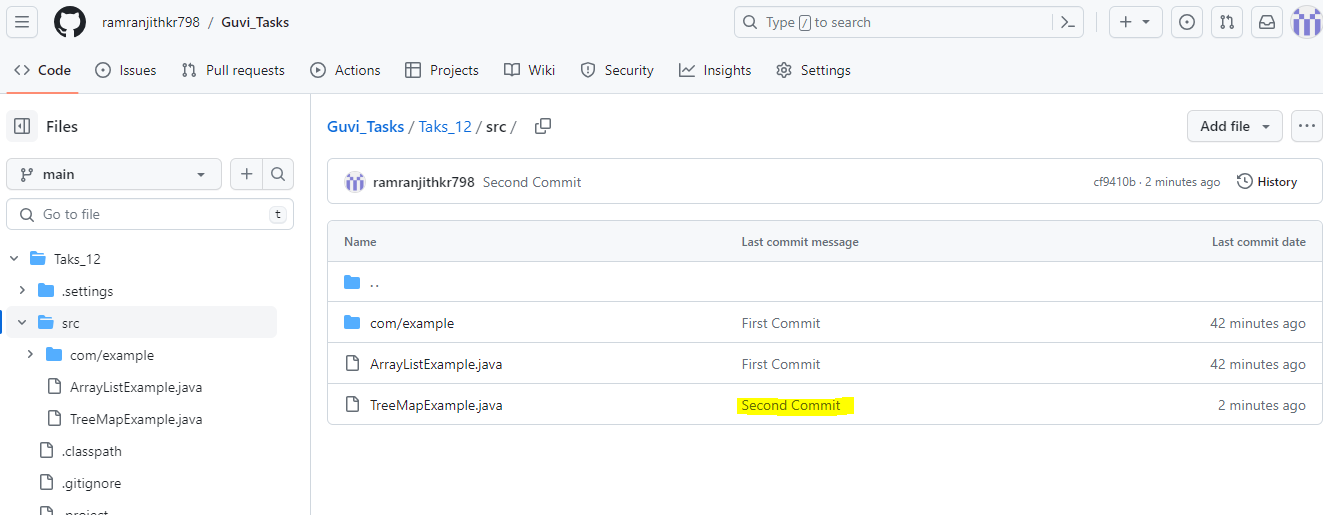 ramranjithkr798 / Guvi_Tasks
Type / to search
Code Issues Pull requests Actions Projects Wiki Security Insights Settings
Files
main
Go to file t
Taks_12
.settings
src
com/example
ArrayListExample.java
TreeMapExample.java
.classpath
.gitignore
.project
Guvi_Tasks / Taks_12 / src /
Add file
ramranjithkr798 Second Commit cf9410b · 2 minutes ago History
Name Last commit message Last commit date
..
com/example First Commit 42 minutes ago
ArrayListExample.java First Commit 42 minutes ago
TreeMapExample.java Second Commit 2 minutes ago